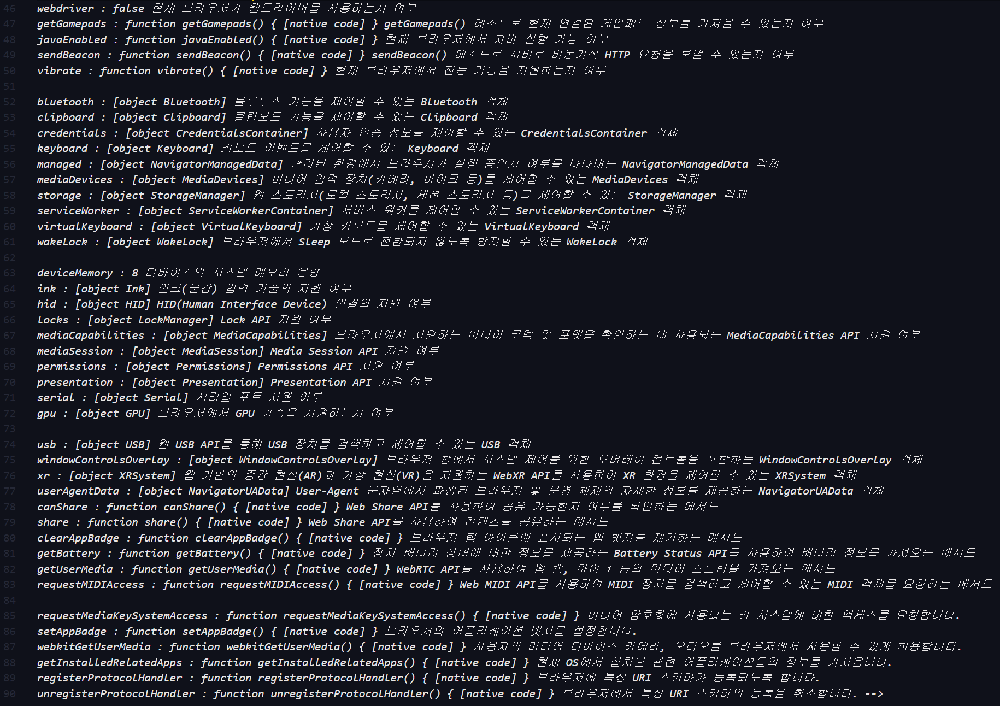 46 webdriver : false 현재 브라우저가 웹드라이버를 사용하는지 여부
47 getGamepads : function getGamepads() { [native code] } getGamepads() 메소드로 현재 연결된 게임패드 정보를 가져올 수 있는지 여부
48 javaEnabled : function javaEnabled() { [native code] } 현재 브라우저에서 자바 실행 가능 여부
49 sendBeacon : function sendBeacon() { [native code] } sendBeacon() 메소드로 서버로 비동기식 HTTP 요청을 보낼 수 있는지 여부
50 vibrate : function vibrate() { [native code] } 현재 브라우저에서 진동 기능을 지원하는지 여부
51
52 bluetooth : [object Bluetooth] 블루투스 기능을 제어할 수 있는 Bluetooth 객체
53 clipboard : [object Clipboard] 클립보드 기능을 제어할 수 있는 Clipboard 객체
54 credentials : [object CredentialsContainer] 사용자 인증 정보를 제어할 수 있는 CredentialsContainer 객체
55 keyboard : [object Keyboard] 키보드 이벤트를 제어할 수 있는 Keyboard 객체
56 managed : [object NavigatorManagedData] 관리된 환경에서 브라우저가 실행 중인지 여부를 나타내는 NavigatorManagedData 객체
57 mediaDevices : [object MediaDevices] 미디어 입력 장치(카메라, 마이크 등)를 제어할 수 있는 MediaDevices 객체
58 storage : [object StorageManager] 웹 스토리지(로컬 스토리지, 세션 스토리지 등)를 제어할 수 있는 StorageManager 객체
59 serviceWorker : [object ServiceWorkerContainer] 서비스 워커를 제어할 수 있는 ServiceWorkerContainer 객체
60 virtualKeyboard : [object VirtualKeyboard] 가상 키보드를 제어할 수 있는 VirtualKeyboard 객체
61 wakeLock : [object WakeLock] 브라우저에서 Sleep 모드로 전환되지 않도록 방지할 수 있는 WakeLock 객체
62
63 deviceMemory : 8 디바이스의 시스템 메모리 용량
64 ink : [object Ink] 인크(물감) 입력 기술의 지원 여부
65 hid : [object HID] HID(Human Interface Device) 연결의 지원 여부
66 locks : [object LockManager] Lock API 지원 여부
67 mediaCapabilities : [object MediaCapabilities] 브라우저에서 지원하는 미디어 코덱 및 포맷을 확인하는 데 사용되는 MediaCapabilities API 지원 여부
68 mediaSession : [object MediaSession] Media Session API 지원 여부
69 permissions : [object Permissions] Permissions API 지원 여부
70 presentation : [object Presentation] Presentation API 지원 여부
71 serial : [object Serial] 시리얼 포트 지원 여부
72 gpu : [object GPU] 브라우저에서 GPU 가속을 지원하는지 여부
73
74 usb : [object USB] 웹 USB API를 통해 USB 장치를 검색하고 제어할 수 있는 USB 객체
75 windowControlsOverlay : [object WindowControlsOverlay] 브라우저 창에서 시스템 제어를 위한 오버레이 컨트롤을 포함하는 WindowControlsOverlay 객체
76 xr : [object XRSystem] 웹 기반의 증강 현실(AR)과 가상 현실(VR)을 지원하는 WebXR API를 사용하여 XR 환경을 제어할 수 있는 XRSystem 객체
77 userAgentData : [object NavigatorUAData] User-Agent 문자열에서 파생된 브라우저 및 운영 체제의 자세한 정보를 제공하는 NavigatorUAData 객체
78 canShare : function canShare() { [native code] } Web Share API를 사용하여 공유 가능한지 여부를 확인하는 메서드
79 share : function share() { [native code] } Web Share API를 사용하여 컨텐츠를 공유하는 메서드
80 clearAppBadge : function clearAppBadge() { [native code] } 브라우저 탭 아이콘에 표시되는 앱 뱃지를 제거하는 메서드
81 getBattery : function getBattery() { [native code] } 장치 배터리 상태에 대한 정보를 제공하는 Battery Status API를 사용하여 배터리 정보를 가져오는 메서드
82 getUserMedia : function getUserMedia() { [native code] } WebRTC API를 사용하여 웹 캠, 마이크 등의 미디어 스트림을 가져오는 메서드
83 requestMIDIAccess : function requestMIDIAccess() { [native code] } Web MIDI API를 사용하여 MIDI 장치를 검색하고 제어할 수 있는 MIDI 객체를 요청하는 메서드
84
85 requestMediaKeySystemAccess : function requestMediaKeySystemAccess() { [native code] } 미디어 암호화에 사용되는 키 시스템에 대한 액세스를 요청합니다.
86 setAppBadge : function setAppBadge() { [native code] } 브라우저의 어플리케이션 뱃지를 설정합니다.
87 webkitGetUserMedia : function webkitGetUserMedia() { [native code] } 사용자의 미디어 디바이스 카메라, 오디오를 브라우저에서 사용할 수 있게 허용합니다.
88 getInstalledRelatedApps : function getInstalledRelatedApps() { [native code] } 현재 OS에서 설치된 관련 어플리케이션들의 정보를 가져옵니다.
89 registerProtocolHandler : function registerProtocolHandler() { [native code] } 브라우저에 특정 URI 스키마가 등록되도록 합니다.
90 unregisterProtocolHandler : function unregisterProtocolHandler() { [native code] } 브라우저에서 특정 URI 스키마의 등록을 취소합니다. -->